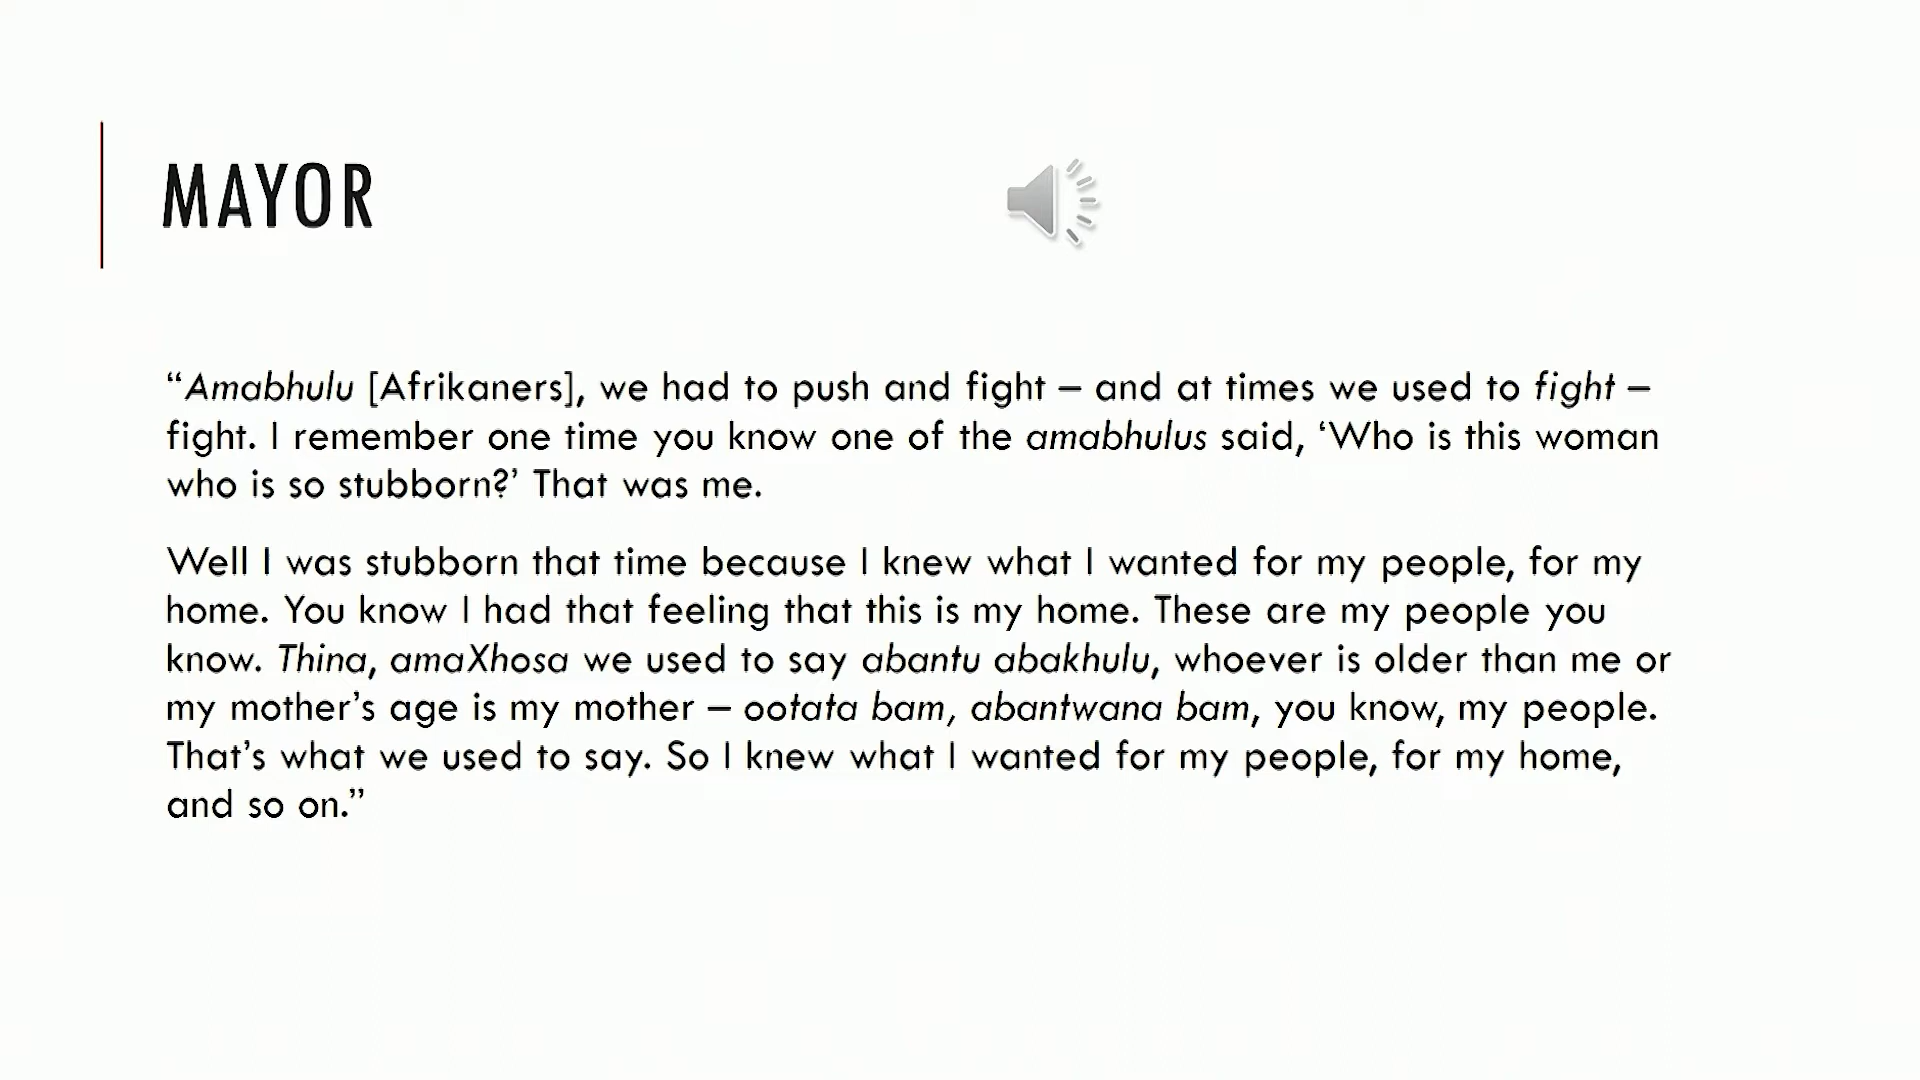 MAYOR
“Amabhulu [Afrikaners], we had to push and fight – and at times we used to fight –
fight. I remember one time you know one of the amabhulus said, ‘Who is this woman
who is so stubborn?’ That was me.
Well I was stubborn that time because I knew what I wanted for my people, for my
home. You know I had that feeling that this is my home. These are my people you
know. Thina, amaXhosa we used to say abantu abakhulu, whoever is older than me or
my mother’s age is my mother – ootata bam, abantwana bam, you know, my people.
That’s what we used to say. So I knew what I wanted for my people, for my home,
and so on.”